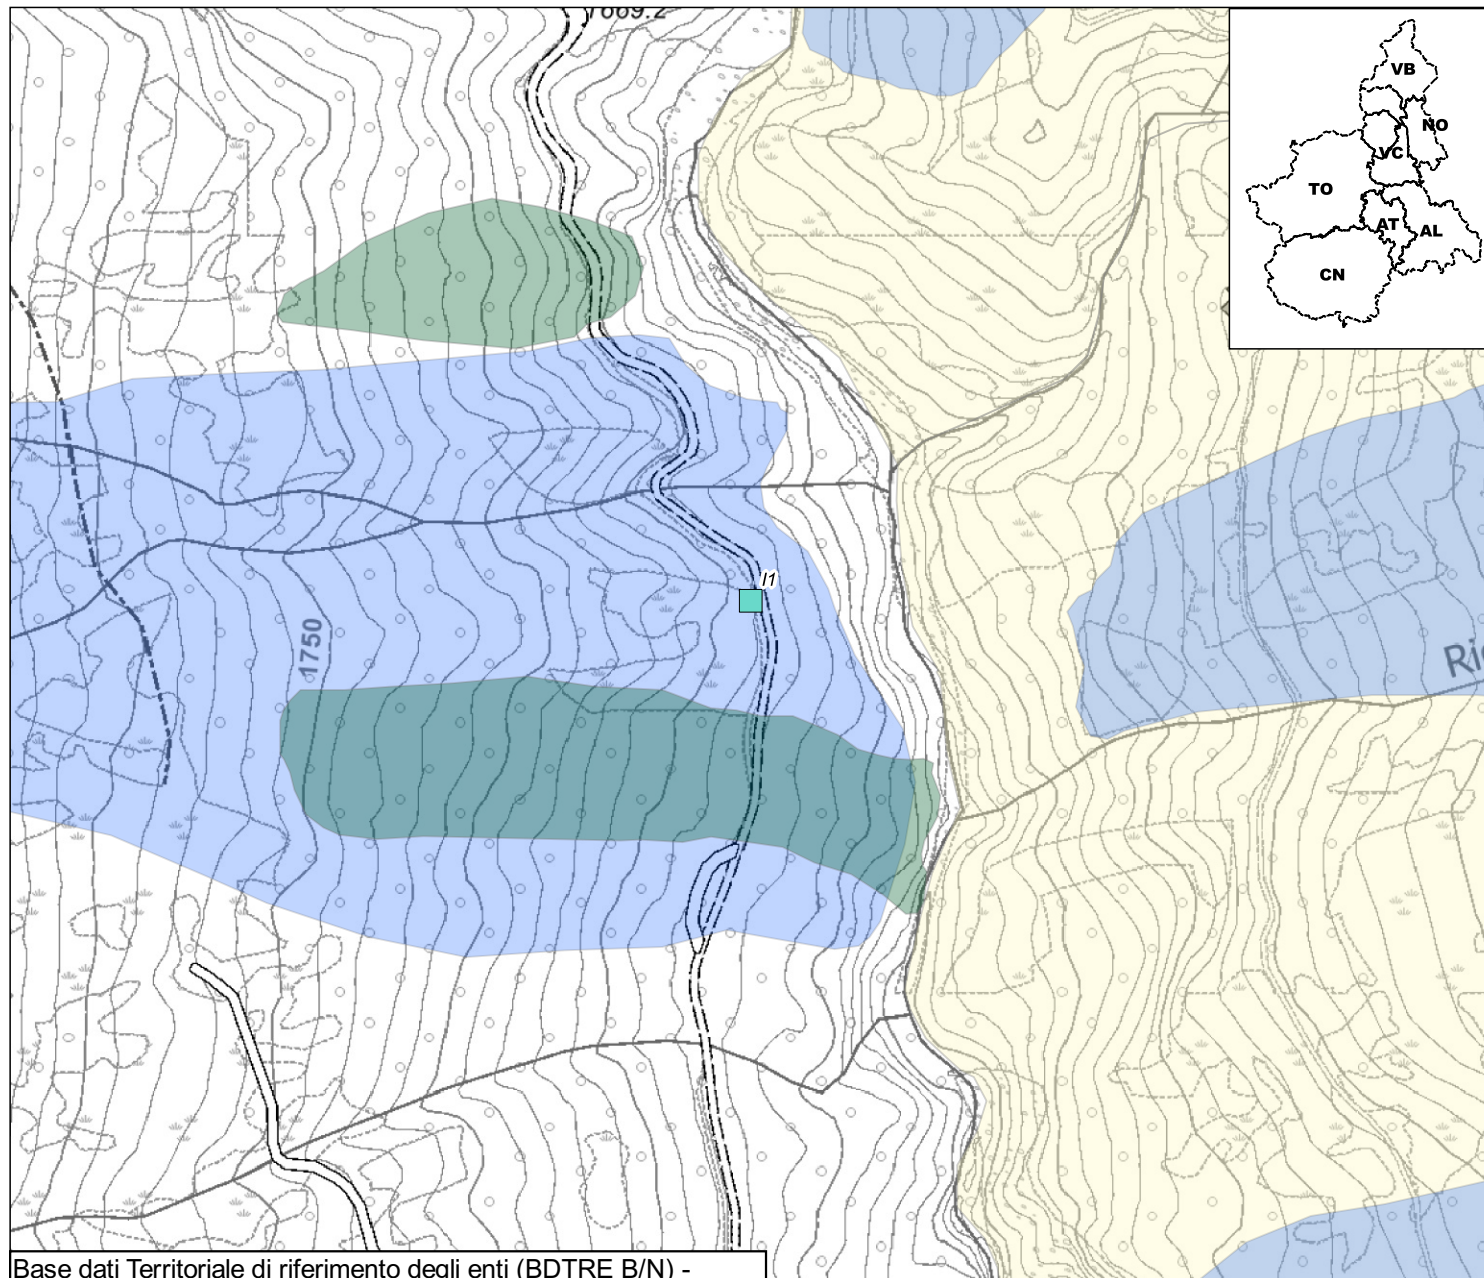 1669.2
VB
NO
VC
TO
AT
AL
CN
I1
1750
Ri
Base dati Territoriale di riferimento degli enti (BDTRE B/N) -